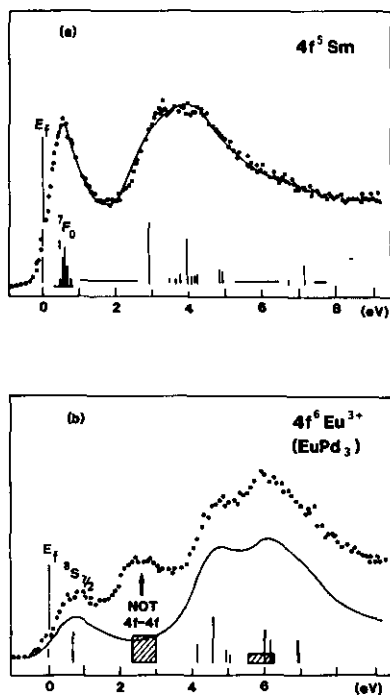 (a)
4f⁵ Sm
E_f
⁷F₀
0 2 4 6 8 (eV)
(b)
4f⁶ Eu³⁺
(EuPd₃)
E_f
⁸S₇/₂
NOT
4f–4f
0 2 4 6 8 (eV)